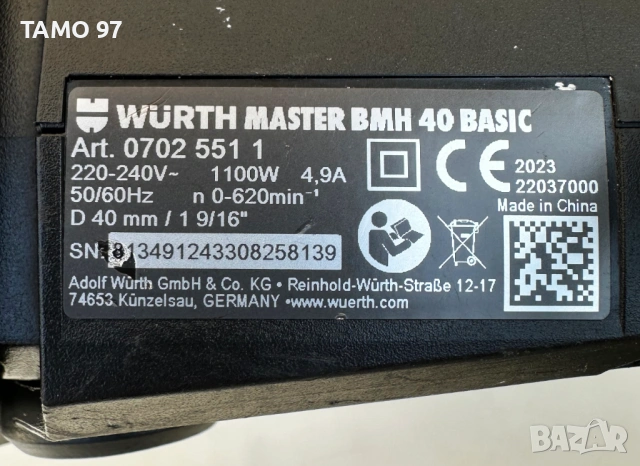 TAMO 97
WÜRTH MASTER BMH 40 BASIC
Art. 0702 551 1
220-240V~ 1100W 4,9A
50/60Hz n 0-620min⁻¹
D 40 mm / 1 9/16"
SN: 813491243308258139
CE 2023
22037000
Made in China
Adolf Würth GmbH & Co. KG • Reinhold-Würth-Straße 12-17
74653 Künzelsau, GERMANY •www.wuerth.com
BAZAR